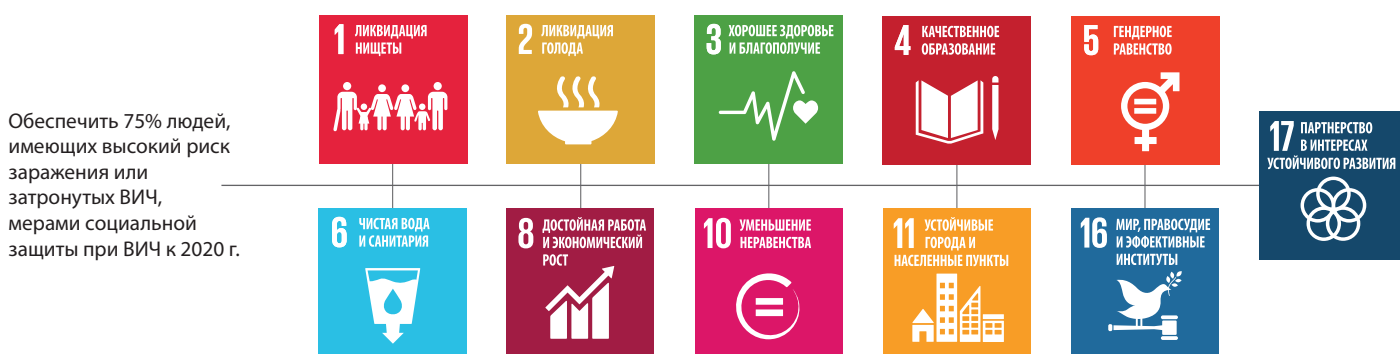 Обеспечить 75% людей,
имеющих высокий риск
заражения или
затронутых ВИЧ,
мерами социальной
защиты при ВИЧ к 2020 г.
1 ЛИКВИДАЦИЯ
НИЩЕТЫ
2 ЛИКВИДАЦИЯ
ГОЛОДА
3 ХОРОШЕЕ ЗДОРОВЬЕ
И БЛАГОПОЛУЧИЕ
4 КАЧЕСТВЕННОЕ
ОБРАЗОВАНИЕ
5 ГЕНДЕРНОЕ
РАВЕНСТВО
6 ЧИСТАЯ ВОДА
И САНИТАРИЯ
8 ДОСТОЙНАЯ РАБОТА
И ЭКОНОМИЧЕСКИЙ
РОСТ
10 УМЕНЬШЕНИЕ
НЕРАВЕНСТВА
11 УСТОЙЧИВЫЕ
ГОРОДА И
НАСЕЛЕННЫЕ ПУНКТЫ
16 МИР, ПРАВОСУДИЕ
И ЭФФЕКТИВНЫЕ
ИНСТИТУТЫ
17 ПАРТНЕРСТВО
В ИНТЕРЕСАХ
УСТОЙЧИВОГО РАЗВИТИЯ